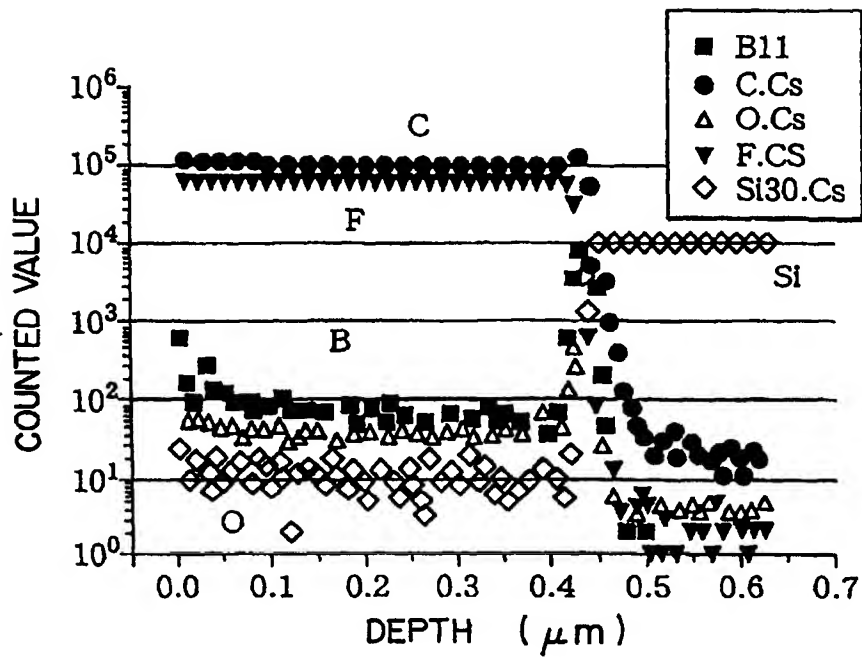 B11
C.Cs
O.Cs
F.CS
Si30.Cs
COUNTED VALUE
10⁶
10⁵
10⁴
10³
10²
10¹
10⁰
C
F
B
O
Si
0.0 0.1 0.2 0.3 0.4 0.5 0.6 0.7
DEPTH (μm)